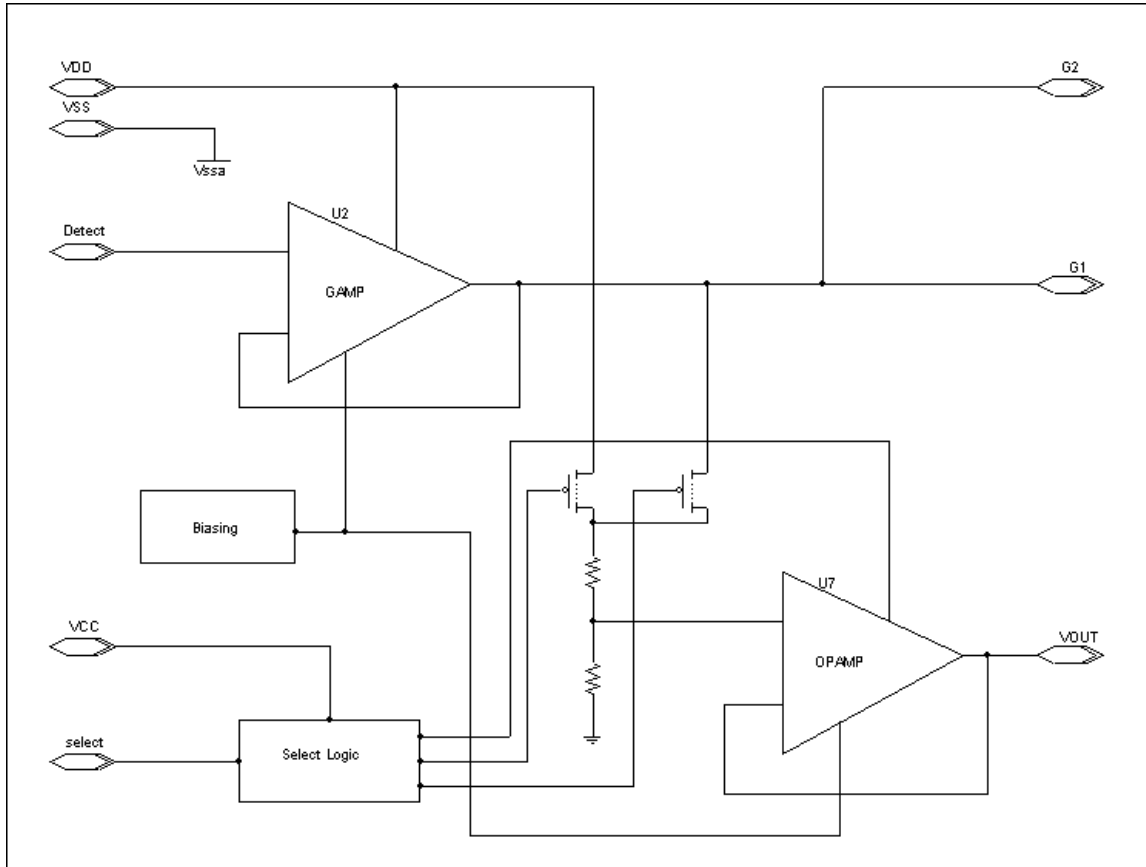 VDD
G2
VSS
Vssa
U2
Detect
G1
GAMP
Biasing
U7
VCC
VOUT
OPAMP
select
Select Logic